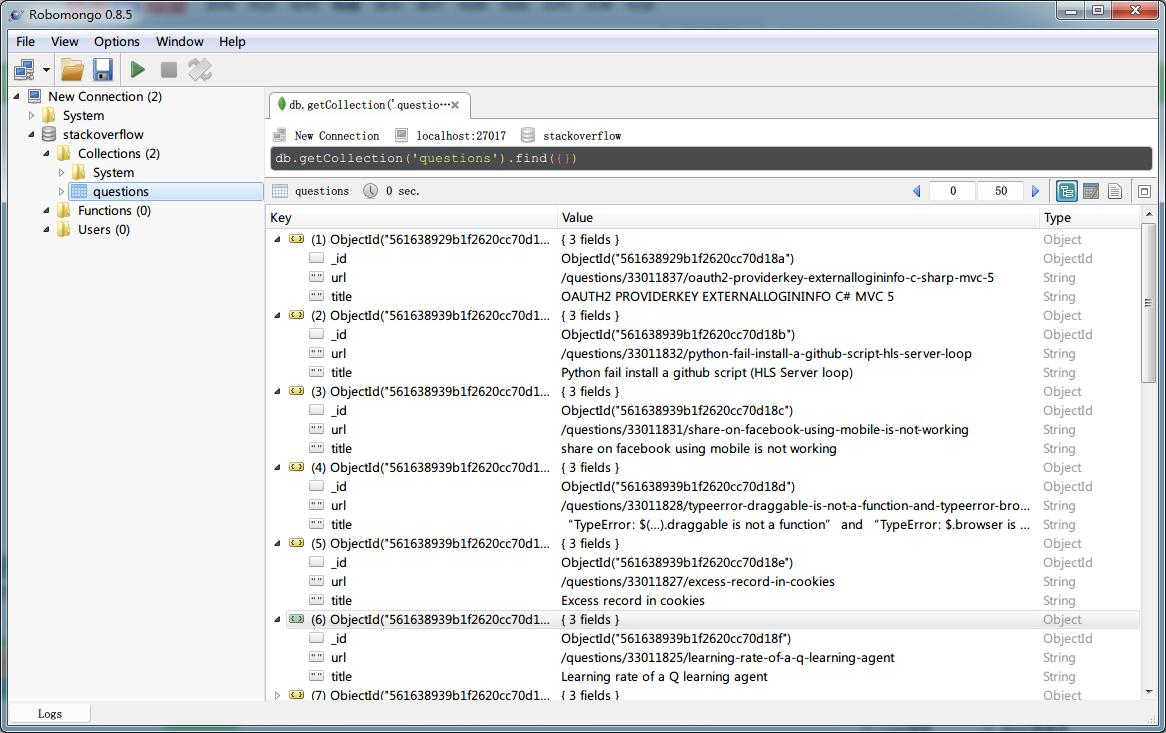 Robomongo 0.8.5
File View Options Window Help
New Connection (2)
System
stackoverflow
Collections (2)
System
questions
Functions (0)
Users (0)
db.getCollection('questio···
New Connection localhost:27017 stackoverflow
db.getCollection('questions').find({})
questions 0 sec. 0 50
Key Value Type
(1) ObjectId("561638929b1f2620cc70d1... { 3 fields } Object
_id ObjectId("561638929b1f2620cc70d18a") ObjectId
url /questions/33011837/oauth2-providerkey-externallogininfo-c-sharp-mvc-5 String
title OAUTH2 PROVIDERKEY EXTERNALLOGININFO C# MVC 5 String
(2) ObjectId("561638939b1f2620cc70d1... { 3 fields } Object
_id ObjectId("561638939b1f2620cc70d18b") ObjectId
url /questions/33011832/python-fail-install-a-github-script-hls-server-loop String
title Python fail install a github script (HLS Server loop) String
(3) ObjectId("561638939b1f2620cc70d1... { 3 fields } Object
_id ObjectId("561638939b1f2620cc70d18c") ObjectId
url /questions/33011831/share-on-facebook-using-mobile-is-not-working String
title share on facebook using mobile is not working String
(4) ObjectId("561638939b1f2620cc70d1... { 3 fields } Object
_id ObjectId("561638939b1f2620cc70d18d") ObjectId
url /questions/33011828/typeerror-draggable-is-not-a-function-and-typeerror-bro... String
title “TypeError: $(...).draggable is not a function” and “TypeError: $.browser is ... String
(5) ObjectId("561638939b1f2620cc70d1... { 3 fields } Object
_id ObjectId("561638939b1f2620cc70d18e") ObjectId
url /questions/33011827/excess-record-in-cookies String
title Excess record in cookies String
(6) ObjectId("561638939b1f2620cc70d1... { 3 fields } Object
_id ObjectId("561638939b1f2620cc70d18f") ObjectId
url /questions/33011825/learning-rate-of-a-q-learning-agent String
title Learning rate of a Q learning agent String
(7) ObjectId("561638939b1f2620cc70d1... { 3 fields } Object
Logs